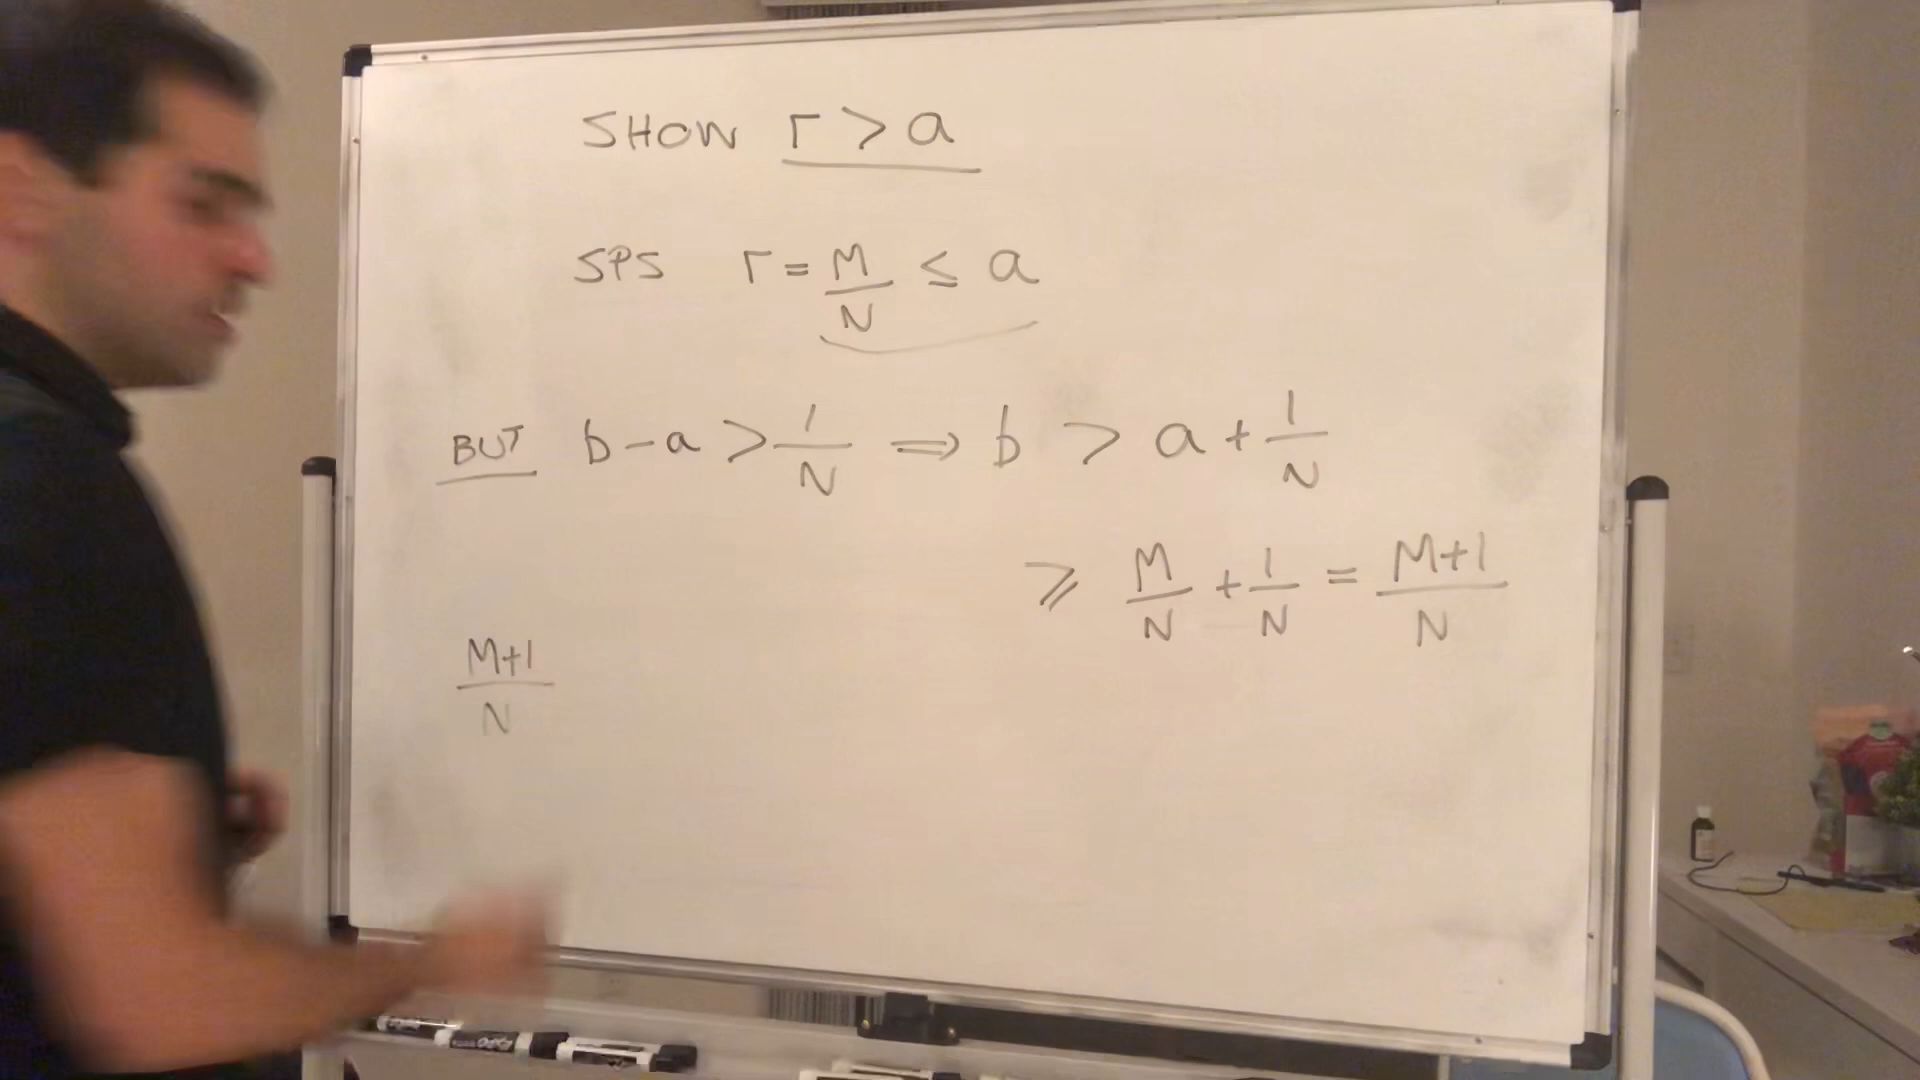 SHOW r > a
SPS r = M/N ≤ a
BUT b - a > 1/N ⟹ b > a + 1/N
≥ M/N + 1/N = M+1/N
M+1/N